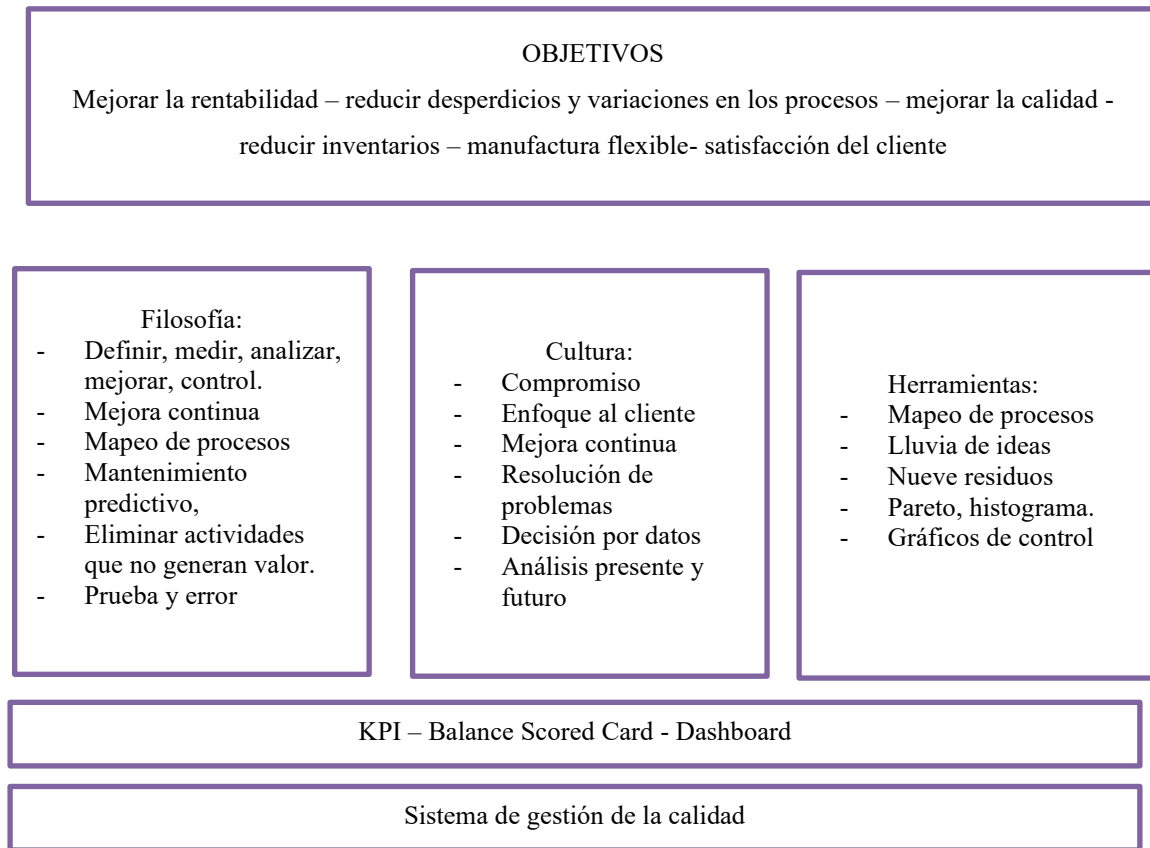 OBJETIVOS
Mejorar la rentabilidad – reducir desperdicios y variaciones en los procesos – mejorar la calidad -
reducir inventarios – manufactura flexible- satisfacción del cliente
Filosofía:
- Definir, medir, analizar,
mejorar, control.
- Mejora continua
- Mapeo de procesos
- Mantenimiento
predictivo,
- Eliminar actividades
que no generan valor.
- Prueba y error
Cultura:
- Compromiso
- Enfoque al cliente
- Mejora continua
- Resolución de
problemas
- Decisión por datos
- Análisis presente y
futuro
Herramientas:
- Mapeo de procesos
- Lluvia de ideas
- Nueve residuos
- Pareto, histograma.
- Gráficos de control
KPI – Balance Scored Card - Dashboard
Sistema de gestión de la calidad